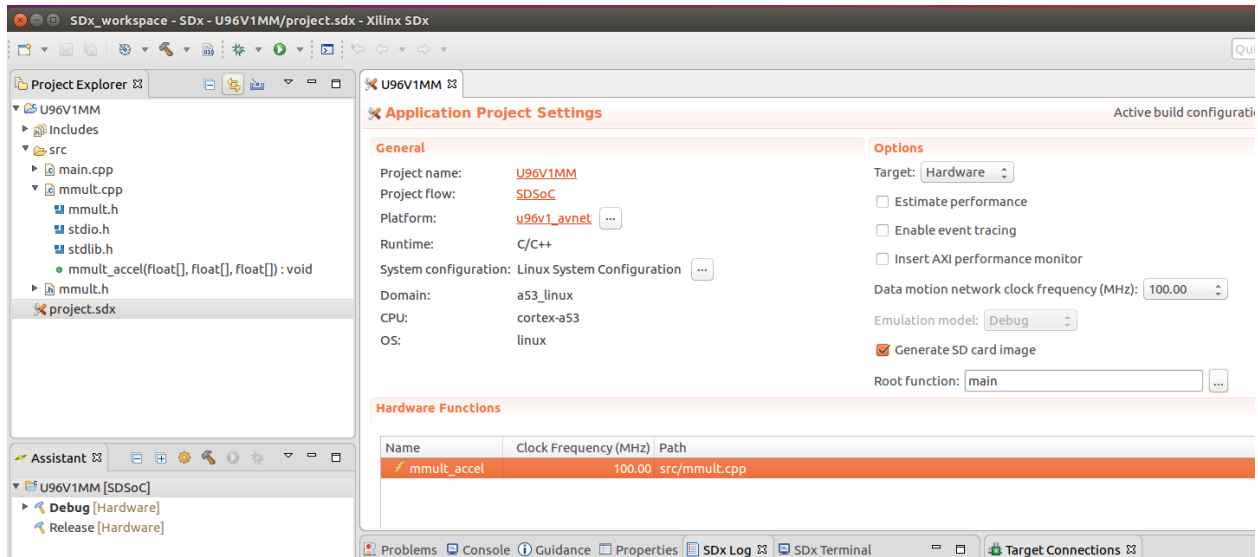 SDx_workspace - SDx - U96V1MM/project.sdx - Xilinx SDx
Qui
Project Explorer
U96V1MM
Includes
src
main.cpp
mmult.cpp
mmult.h
stdio.h
stdlib.h
mmult_accel(float[], float[], float[]) : void
mmult.h
project.sdx
Assistant
U96V1MM [SDSoC]
Debug [Hardware]
Release [Hardware]
U96V1MM
Application Project Settings
Active build configuratio
General
Project name: U96V1MM
Project flow: SDSoC
Platform: u96v1_avnet ...
Runtime: C/C++
System configuration: Linux System Configuration ...
Domain: a53_linux
CPU: cortex-a53
OS: linux
Options
Target: Hardware
Estimate performance
Enable event tracing
Insert AXI performance monitor
Data motion network clock frequency (MHz): 100.00
Emulation model: Debug
Generate SD card image
Root function: main ...
Hardware Functions
Name Clock Frequency (MHz) Path
mmult_accel 100.00 src/mmult.cpp
Problems Console Guidance Properties SDx Log SDx Terminal
Target Connections